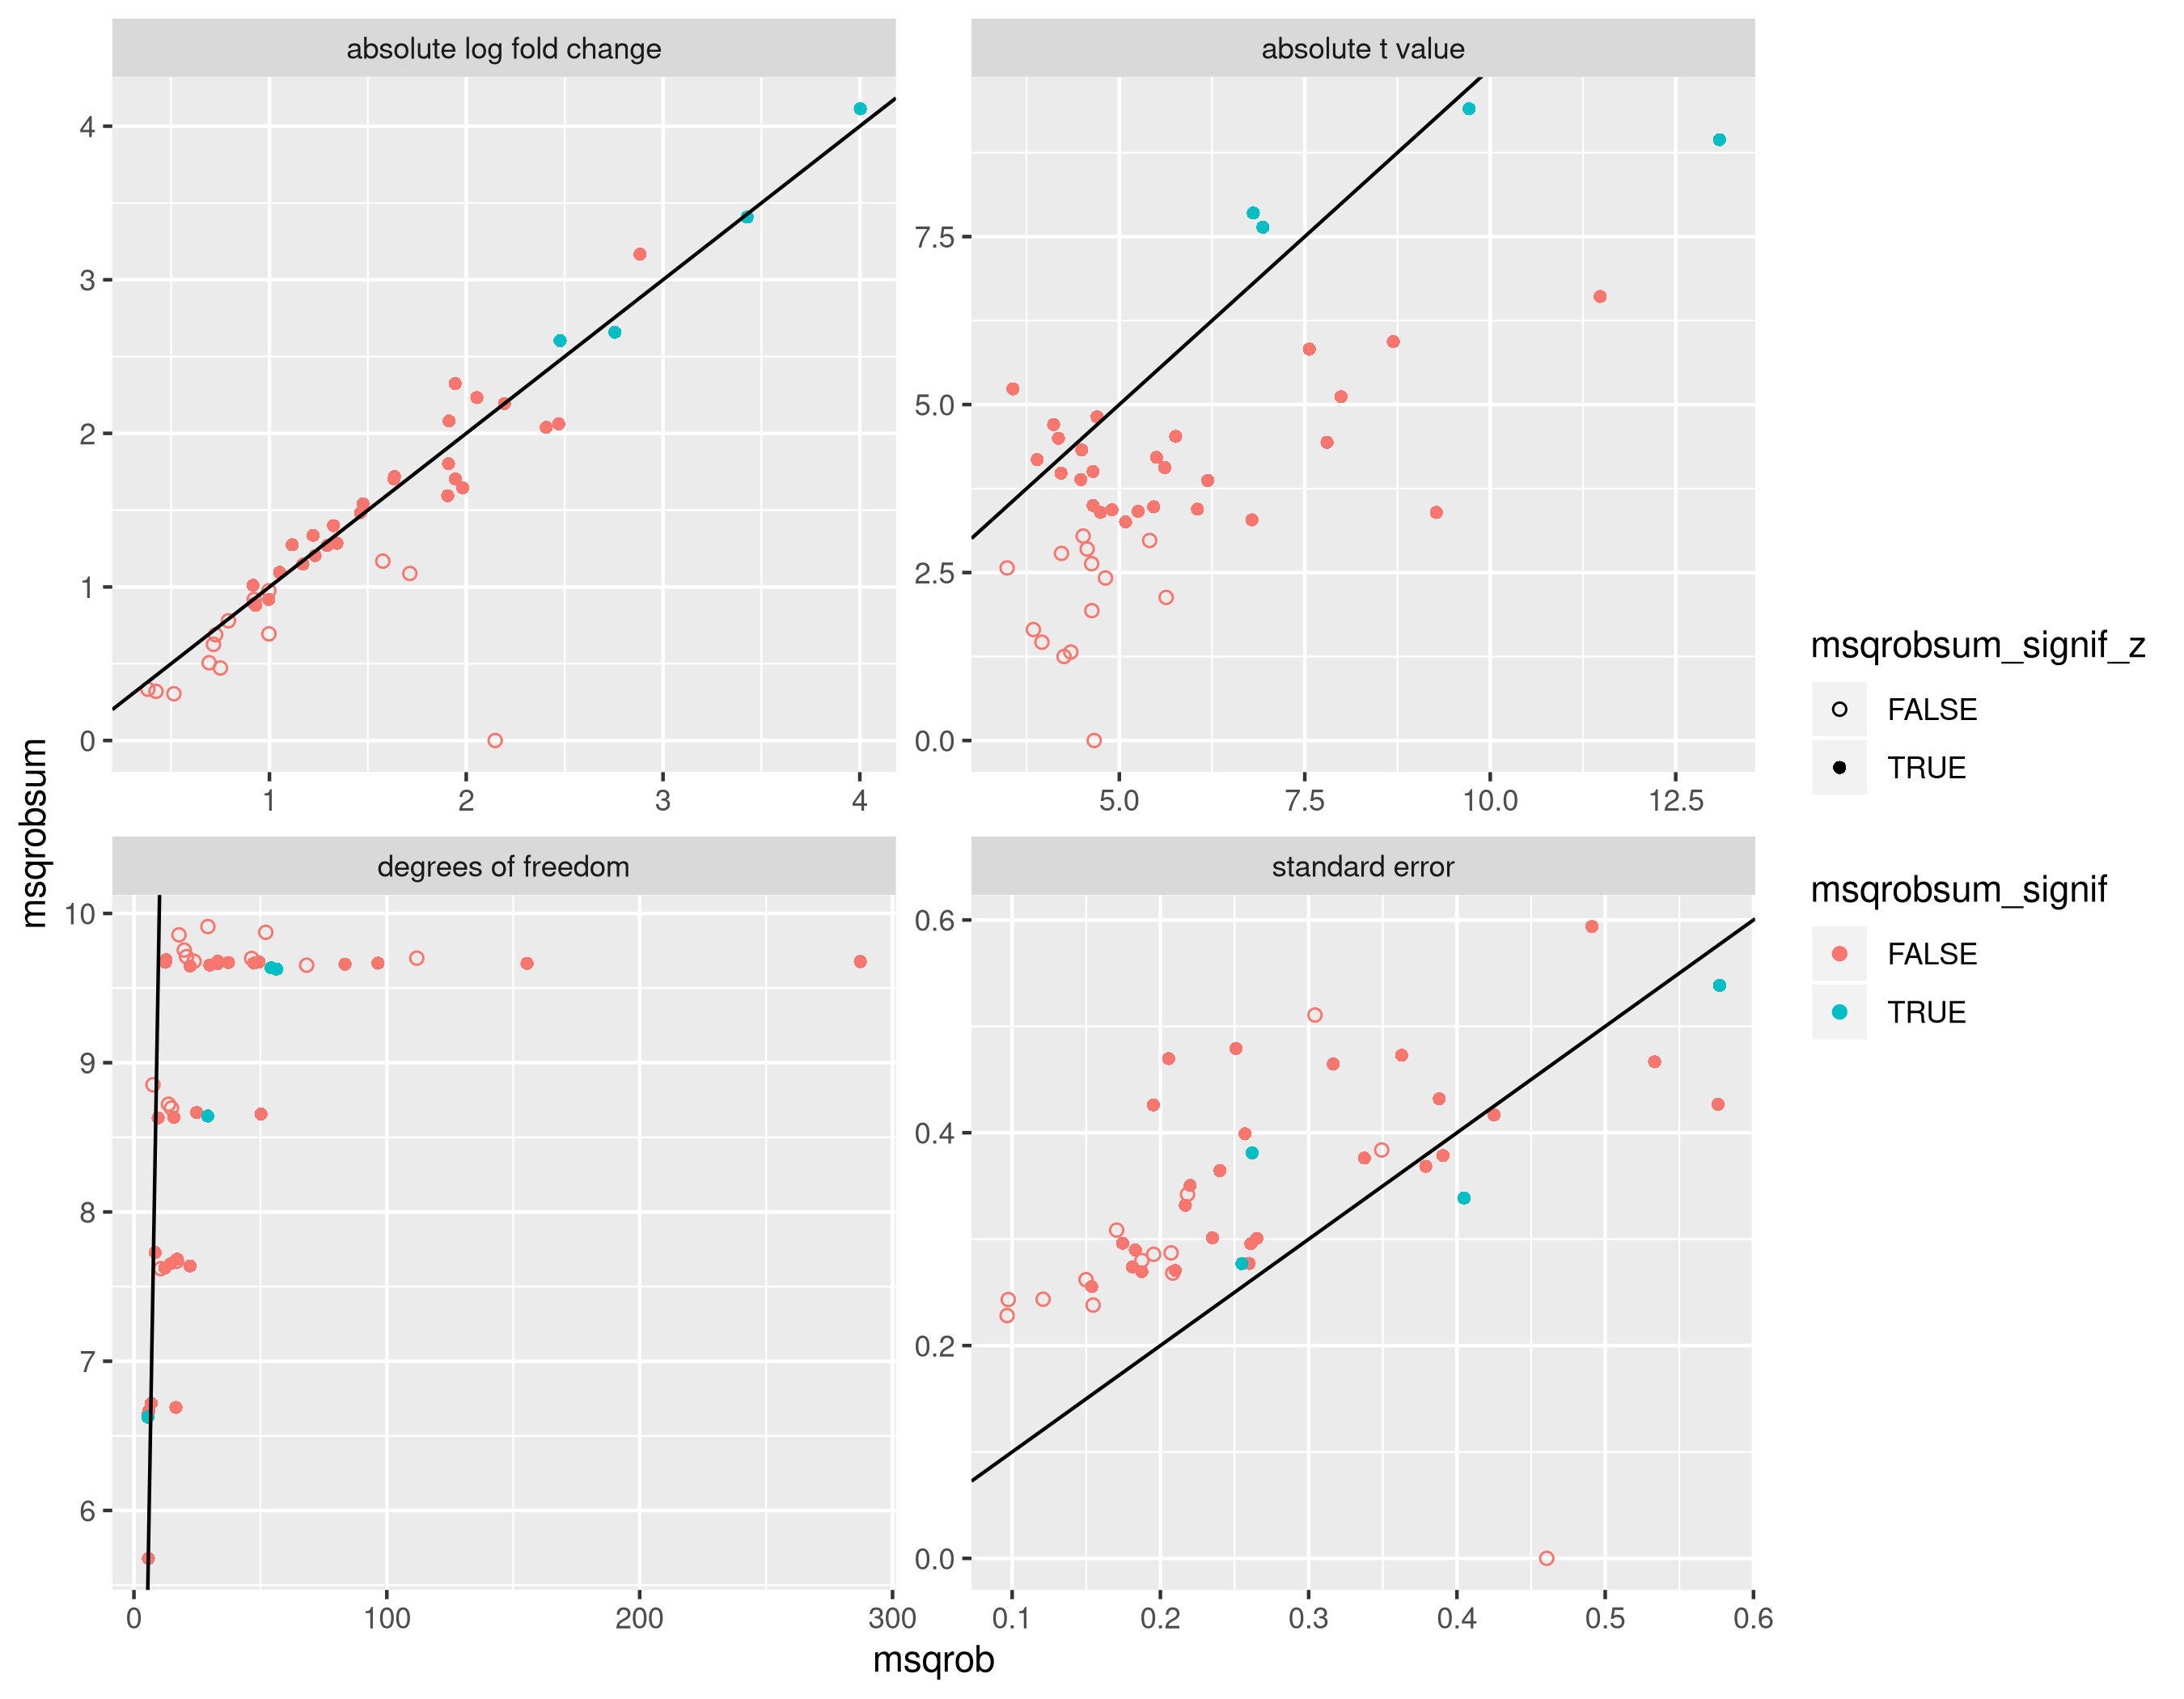 absolute log fold change
absolute t value
4
3
2
1
0
1 2 3 4
7.5
5.0
2.5
0.0
5.0 7.5 10.0 12.5
degrees of freedom
standard error
10
9
8
7
6
0 100 200 300
0.6
0.4
0.2
0.0
0.1 0.2 0.3 0.4 0.5 0.6
msqrobsum
msqrob
msqrobsum_signif_z
FALSE
TRUE
msqrobsum_signif
FALSE
TRUE